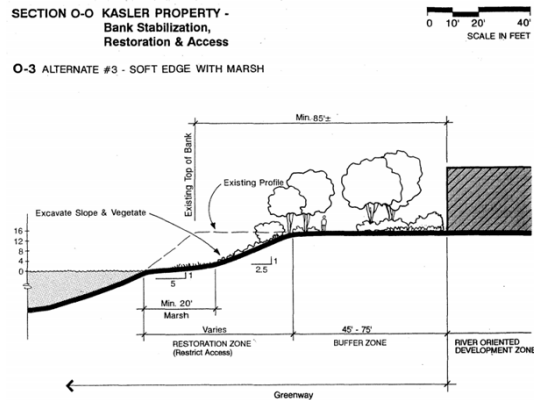 SECTION O-O KASLER PROPERTY -
Bank Stabilization,
Restoration & Access
0 10' 20' 40'
SCALE IN FEET
O-3 ALTERNATE #3 - SOFT EDGE WITH MARSH
Min. 85'±
Existing Top of Bank
Existing Profile
Excavate Slope & Vegetate
16
12
8
4
0
1
5
1
2.5
Min. 20'
Marsh
Varies
45' - 75'
RESTORATION ZONE
(Restrict Access)
BUFFER ZONE
RIVER ORIENTED
DEVELOPMENT ZONE
Greenway